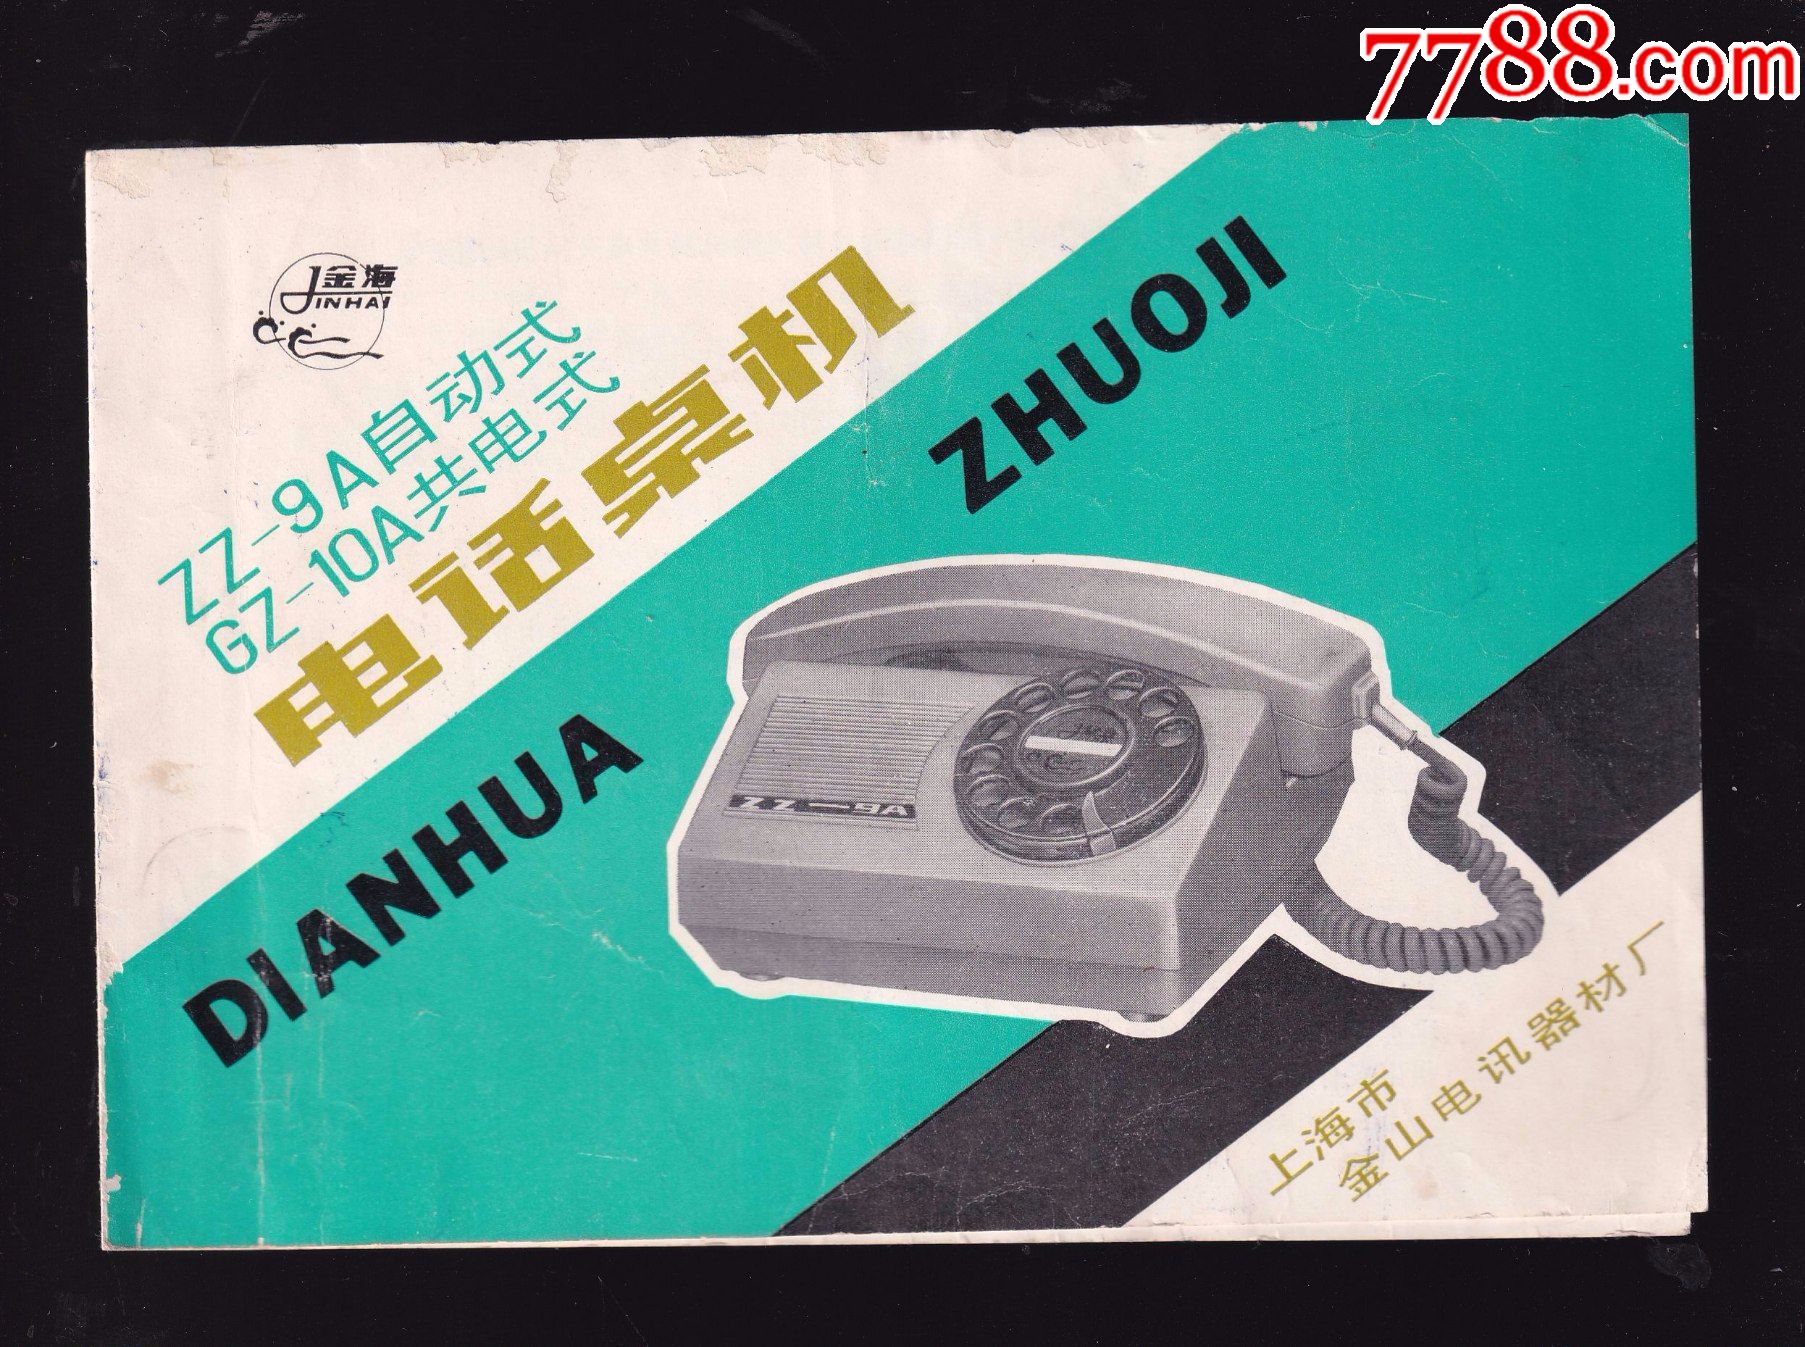 7788.com
金海
JINHAI
ZZ-9A自动式
GZ-10A共电式
电话桌机
DIANHUA ZHUOJI
ZZ-9A
上海市
金山电讯器材厂